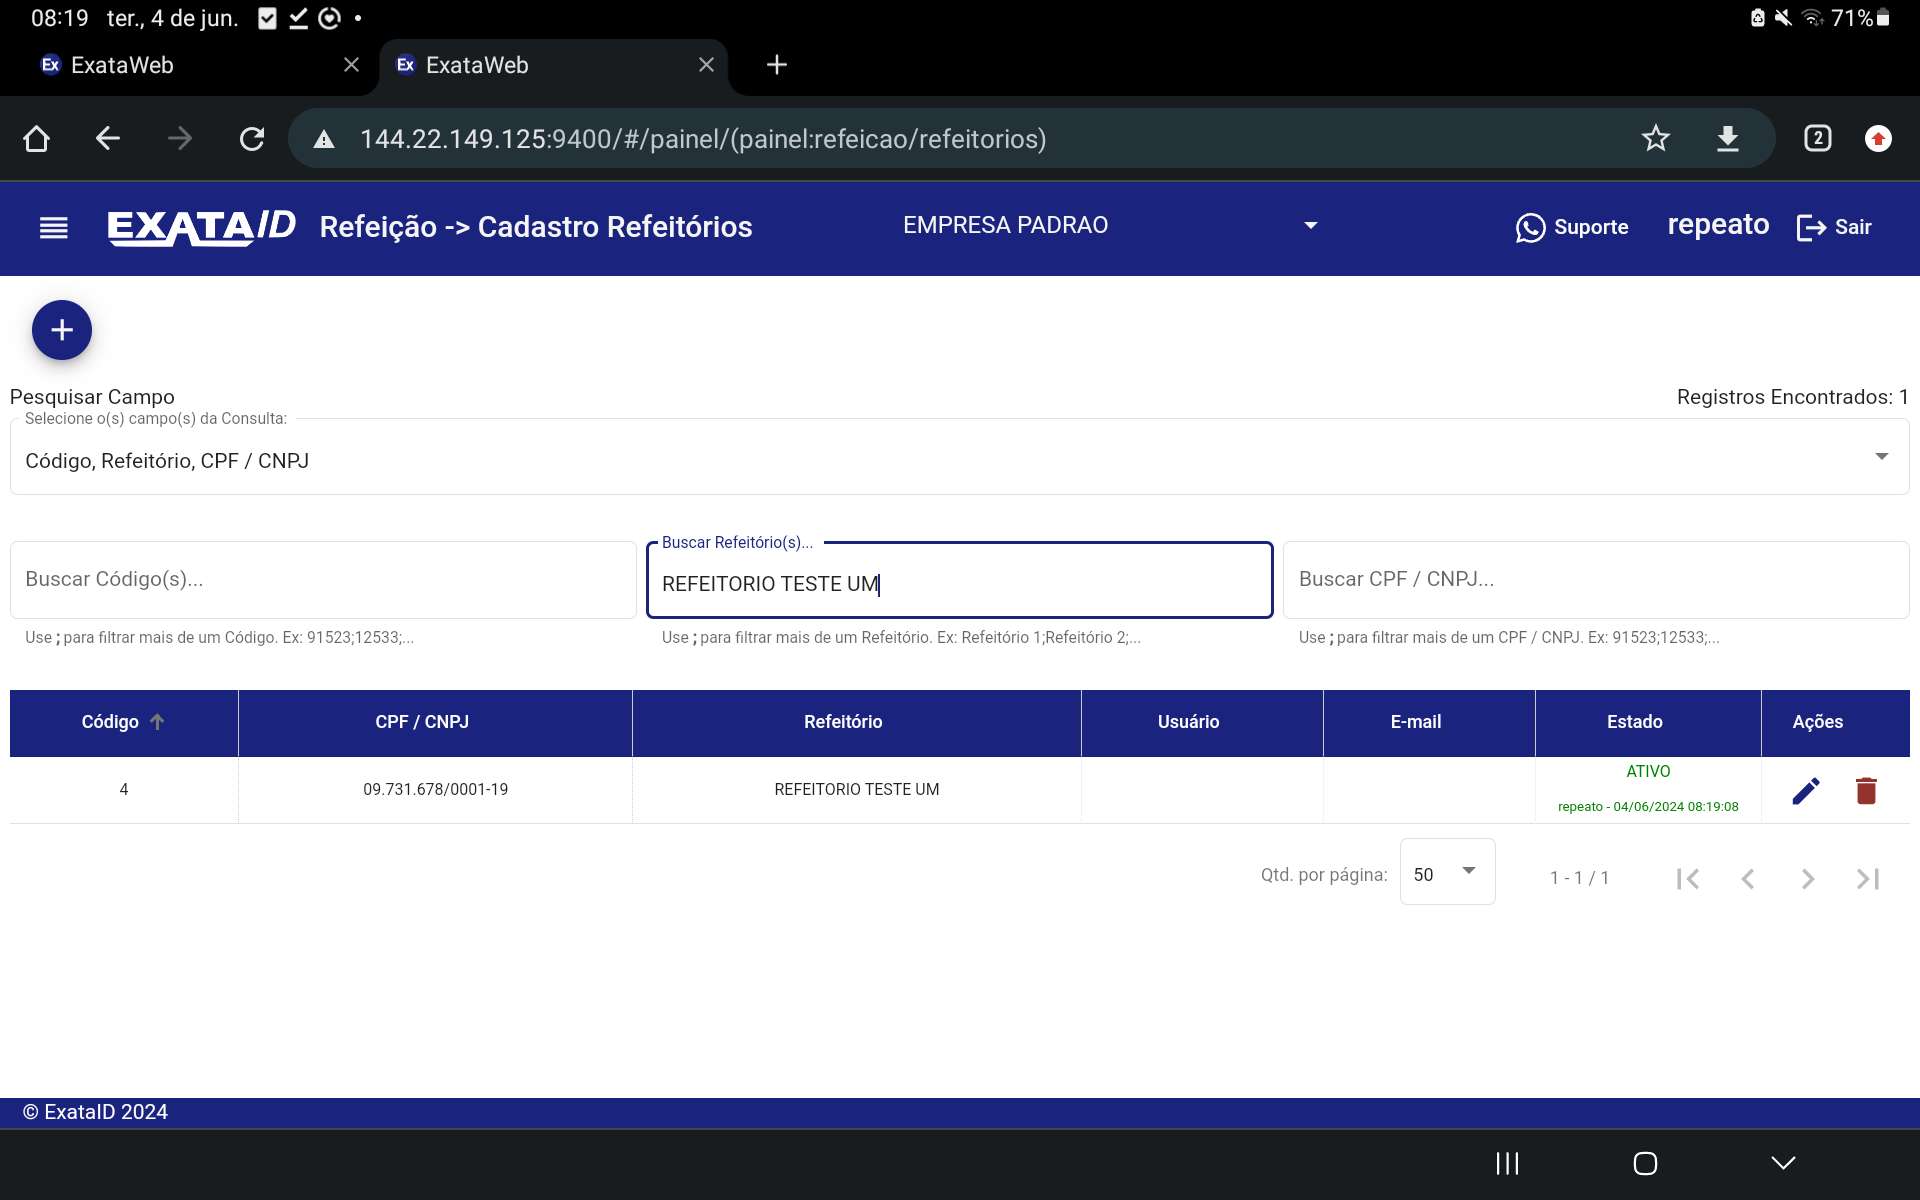 08:19 ter., 4 de jun. 71%
Ex ExataWeb Ex ExataWeb
144.22.149.125:9400/#/painel/(painel:refeicao/refeitorios) 2
EXATAID Refeição -> Cadastro Refeitórios EMPRESA PADRAO Suporte repeato Sair
Pesquisar Campo Registros Encontrados: 1
Selecione o(s) campo(s) da Consulta:
Código, Refeitório, CPF / CNPJ
Buscar Refeitório(s)...
Buscar Código(s)... REFEITORIO TESTE UM Buscar CPF / CNPJ...
Use ; para filtrar mais de um Código. Ex: 91523;12533;... Use ; para filtrar mais de um Refeitório. Ex: Refeitório 1;Refeitório 2;... Use ; para filtrar mais de um CPF / CNPJ. Ex: 91523;12533;...
Código CPF / CNPJ Refeitório Usuário E-mail Estado Ações
4 09.731.678/0001-19 REFEITORIO TESTE UM ATIVO
repeato - 04/06/2024 08:19:08
Qtd. por página: 50 1 - 1 / 1
© ExataID 2024